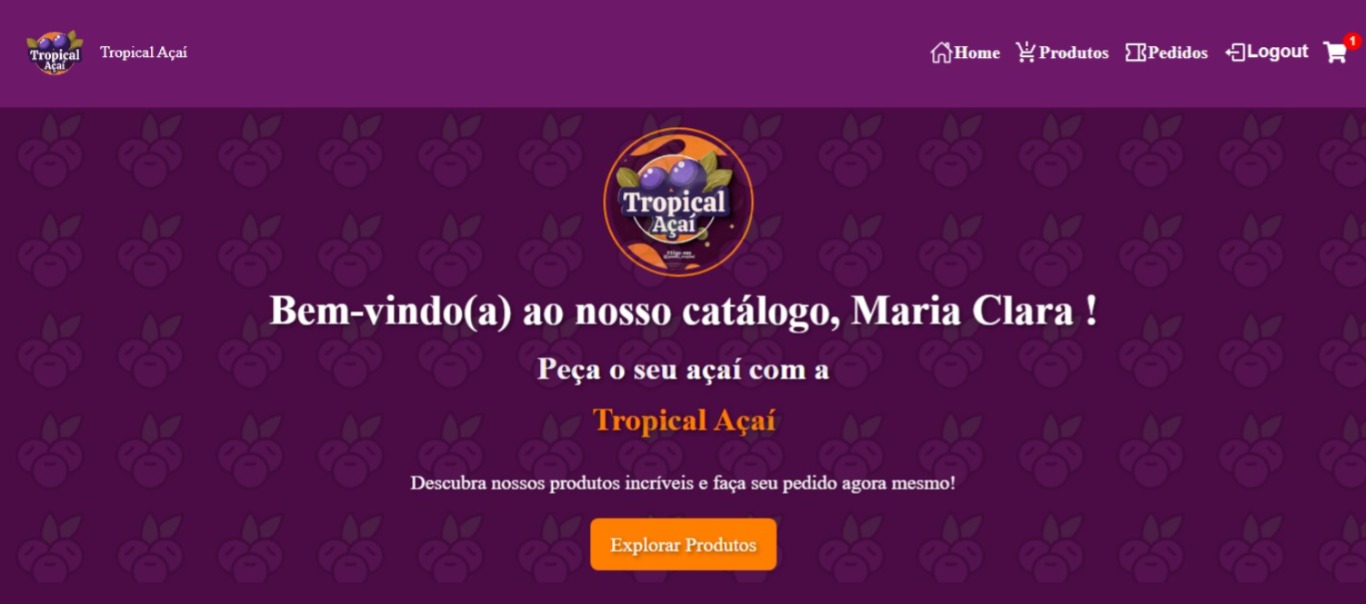 Tropical
Açaí
Tropical Açaí
Home
Produtos
Pedidos
Logout
1
Tropical
Açaí
Bem-vindo(a) ao nosso catálogo, Maria Clara !
Peça o seu açaí com a
Tropical Açaí
Descubra nossos produtos incríveis e faça seu pedido agora mesmo!
Explorar Produtos